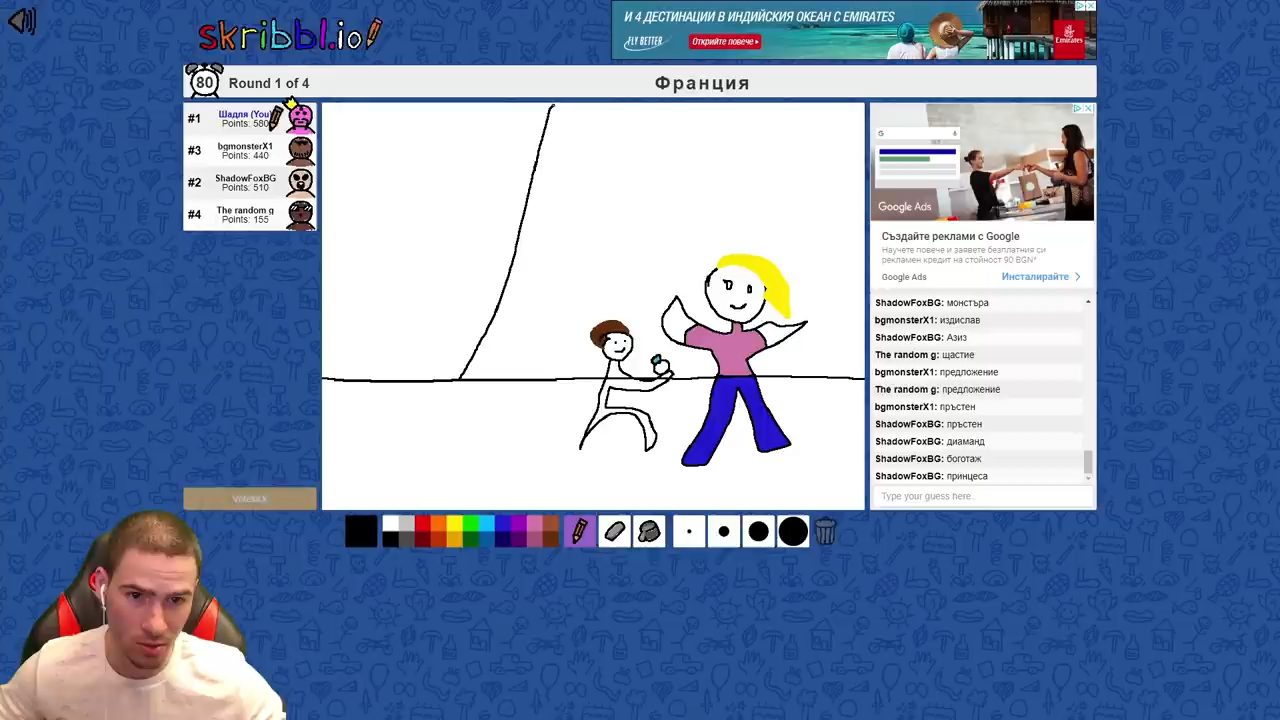 И 4 ДЕСТИНАЦИИ В ИНДИЙСКИЯ ОКЕАН С EMIRATES
FLY BETTER
Открийте повече
Emirates
skribbl.io
80
Round 1 of 4
Франция
#1
Шадля (You)
Points: 580
#3
bgmonsterX1
Points: 440
#2
ShadowFoxBG
Points: 510
#4
The random g
Points: 155
Google Ads
Създайте реклами с Google
Научете повече и заявете безплатния си
рекламен кредит на стойност 90 BGN*
Google Ads
Инсталирайте
ShadowFoxBG: монстъра
bgmonsterX1: издислав
ShadowFoxBG: Азиз
The random g: щастие
bgmonsterX1: предложение
The random g: предложение
bgmonsterX1: пръстен
ShadowFoxBG: пръстен
ShadowFoxBG: диаманд
ShadowFoxBG: боготаж
ShadowFoxBG: принцеса
Votekick
Type your guess here...